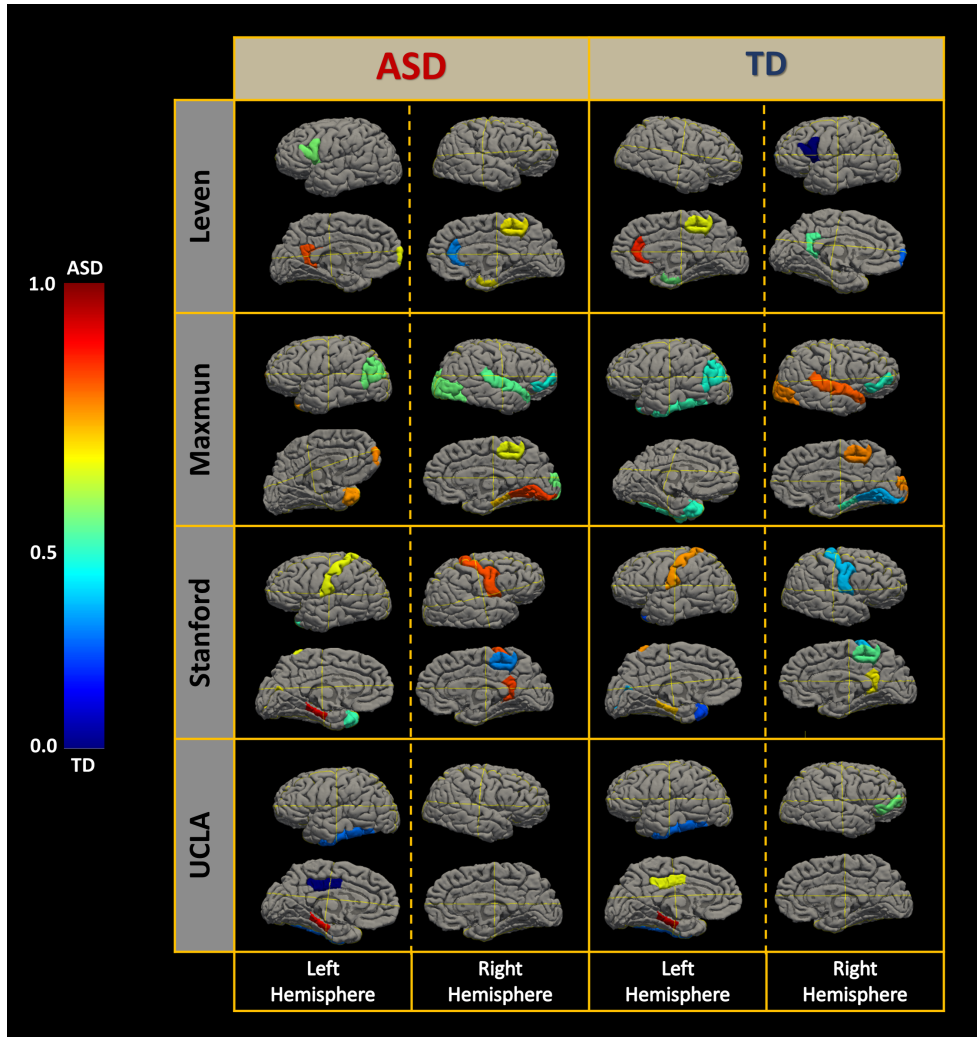 ASD
TD
Leven
Maxmun
Stanford
UCLA
ASD
1.0
0.5
0.0
TD
Left
Hemisphere
Right
Hemisphere
Left
Hemisphere
Right
Hemisphere